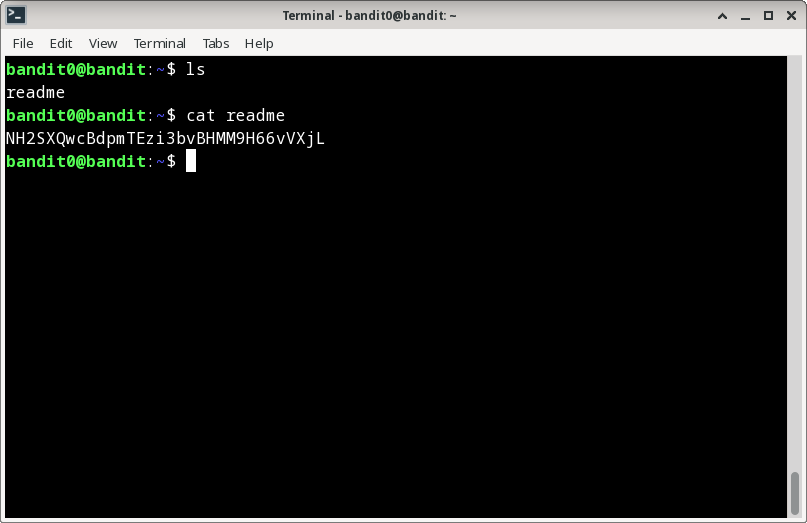 Terminal - bandit0@bandit: ~
File Edit View Terminal Tabs Help
bandit0@bandit:~$ ls
readme
bandit0@bandit:~$ cat readme
NH2SXQwcBdpmTEzi3bvBHMM9H66vVXjL
bandit0@bandit:~$